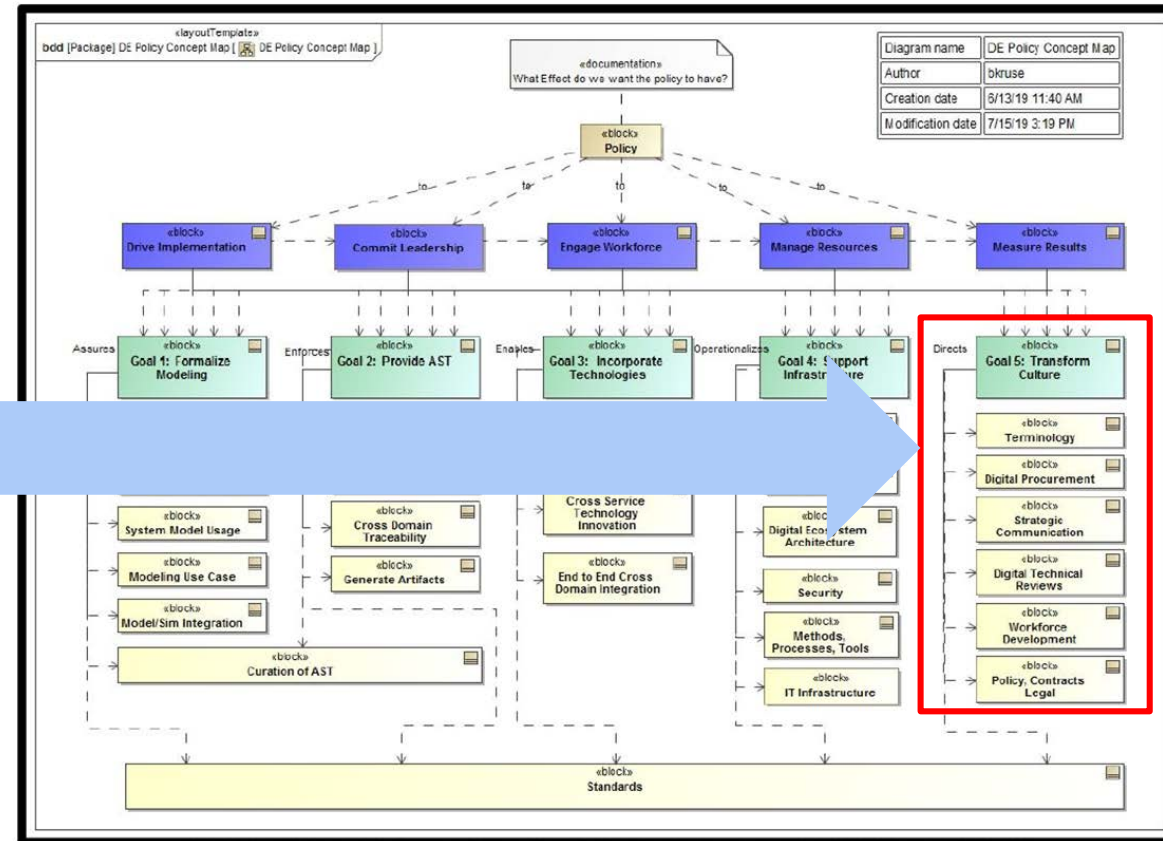 «layoutTemplate»
bdd [Package] DE Policy Concept Map [ DE Policy Concept Map ]
«documentation»
What Effect do we want the policy to have?
Diagram name DE Policy Concept Map
Author bkruse
Creation date 6/13/19 11:40 AM
Modification date 7/15/19 3:19 PM
«block»
Policy
to to to to to
«block»
Drive Implementation
«block»
Commit Leadership
«block»
Engage Workforce
«block»
Manage Resources
«block»
Measure Results
Assures
«block»
Goal 1: Formalize
Modeling
Enforces
«block»
Goal 2: Provide AST
Enables
«block»
Goal 3: Incorporate
Technologies
Operationalizes
«block»
Goal 4: Support
Infrastructure
Directs
«block»
Goal 5: Transform
Culture
«block»
System Model Usage
«block»
Modeling Use Case
«block»
Model/Sim Integration
«block»
Cross Domain
Traceability
«block»
Generate Artifacts
«block»
Curation of AST
Cross Service
Technology
Innovation
«block»
End to End Cross
Domain Integration
«block»
Digital Ecosystem
Architecture
«block»
Security
«block»
Methods,
Processes, Tools
«block»
IT Infrastructure
«block»
Terminology
«block»
Digital Procurement
«block»
Strategic
Communication
«block»
Digital Technical
Reviews
«block»
Workforce
Development
«block»
Policy, Contracts
Legal
«block»
Standards